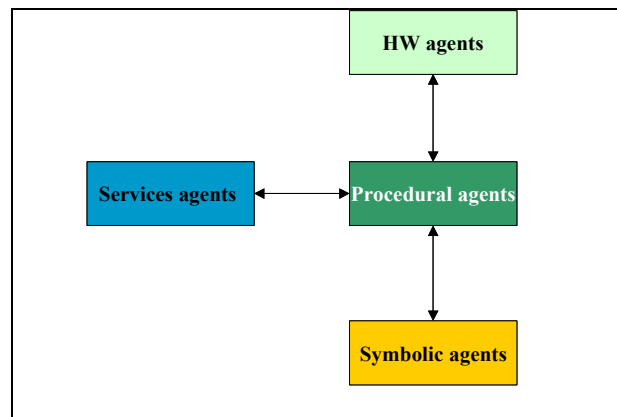 HW agents
Services agents
Procedural agents
Symbolic agents